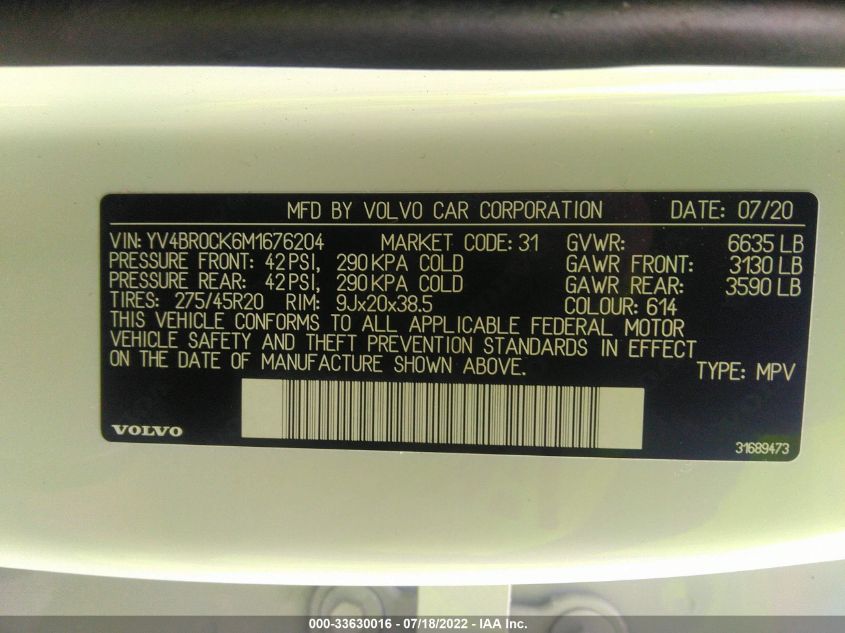 MFD BY VOLVO CAR CORPORATION DATE: 07/20
VIN: YV4BR0CK6M1676204 MARKET CODE: 31 GVWR: 6635 LB
PRESSURE FRONT: 42 PSI, 290 KPA COLD GAWR FRONT: 3130 LB
PRESSURE REAR: 42 PSI, 290 KPA COLD GAWR REAR: 3590 LB
TIRES: 275/45R20 RIM: 9Jx20x38.5 COLOUR: 614
THIS VEHICLE CONFORMS TO ALL APPLICABLE FEDERAL MOTOR
VEHICLE SAFETY AND THEFT PREVENTION STANDARDS IN EFFECT
ON THE DATE OF MANUFACTURE SHOWN ABOVE. TYPE: MPV
VOLVO 31689473
000-33630016 - 07/18/2022 - IAA Inc.